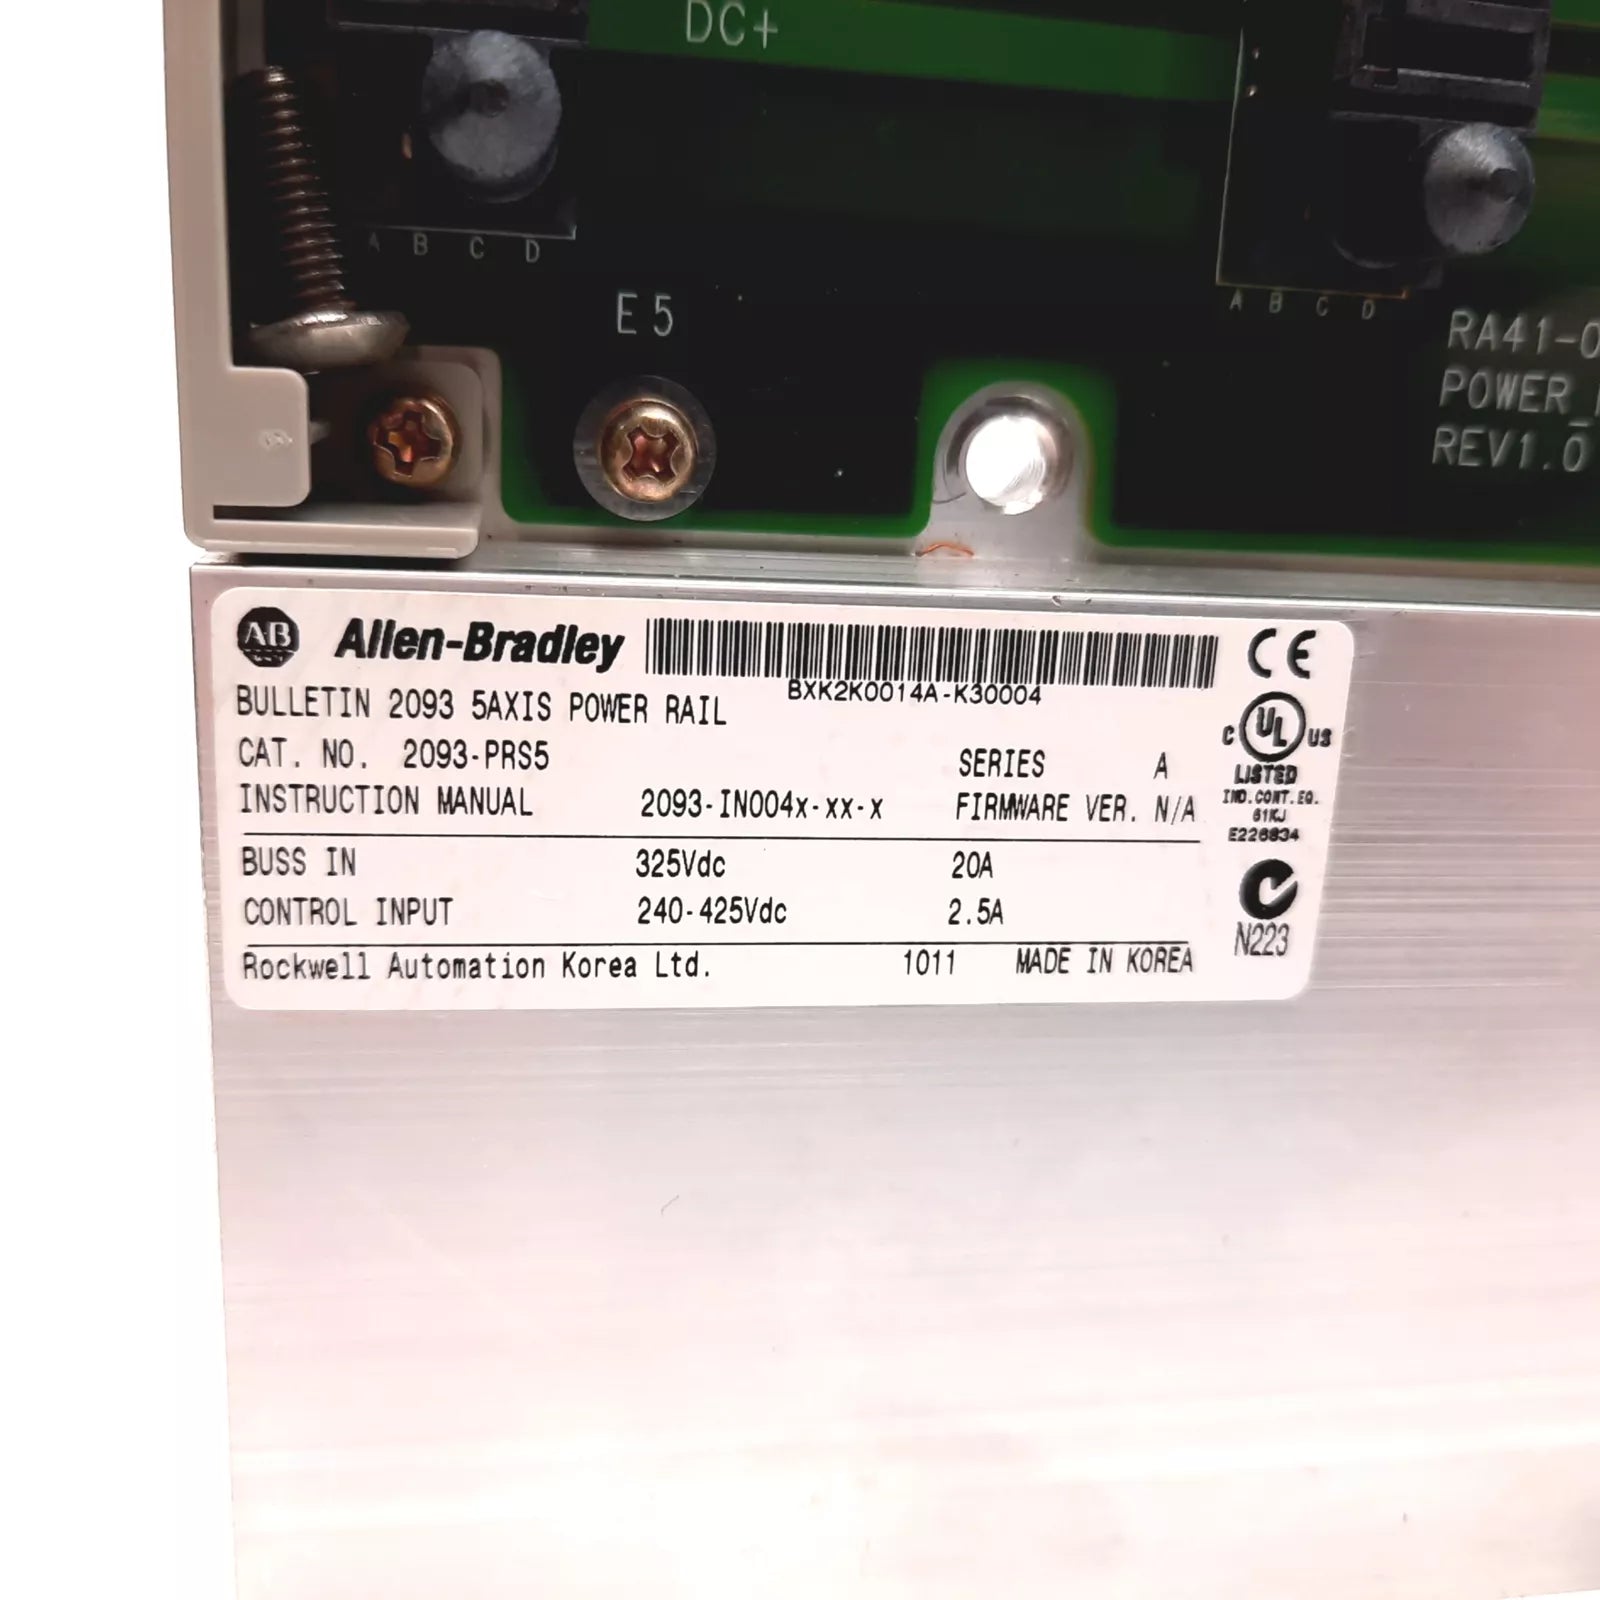 DC+
A B C D
A B C D
E5
RA41-0
POWER_
REV1.0
AB Allen-Bradley
BXK2K0014A-K30004
CE
BULLETIN 2093 5AXIS POWER RAIL
CAT. NO. 2093-PRS5
SERIES A
INSTRUCTION MANUAL 2093-IN004x-xx-x FIRMWARE VER. N/A
C UL US
LISTED
IND.CONT.EQ.
61KJ
E226834
BUSS IN 325Vdc 20A
CONTROL INPUT 240-425Vdc 2.5A
N223
Rockwell Automation Korea Ltd. 1011 MADE IN KOREA